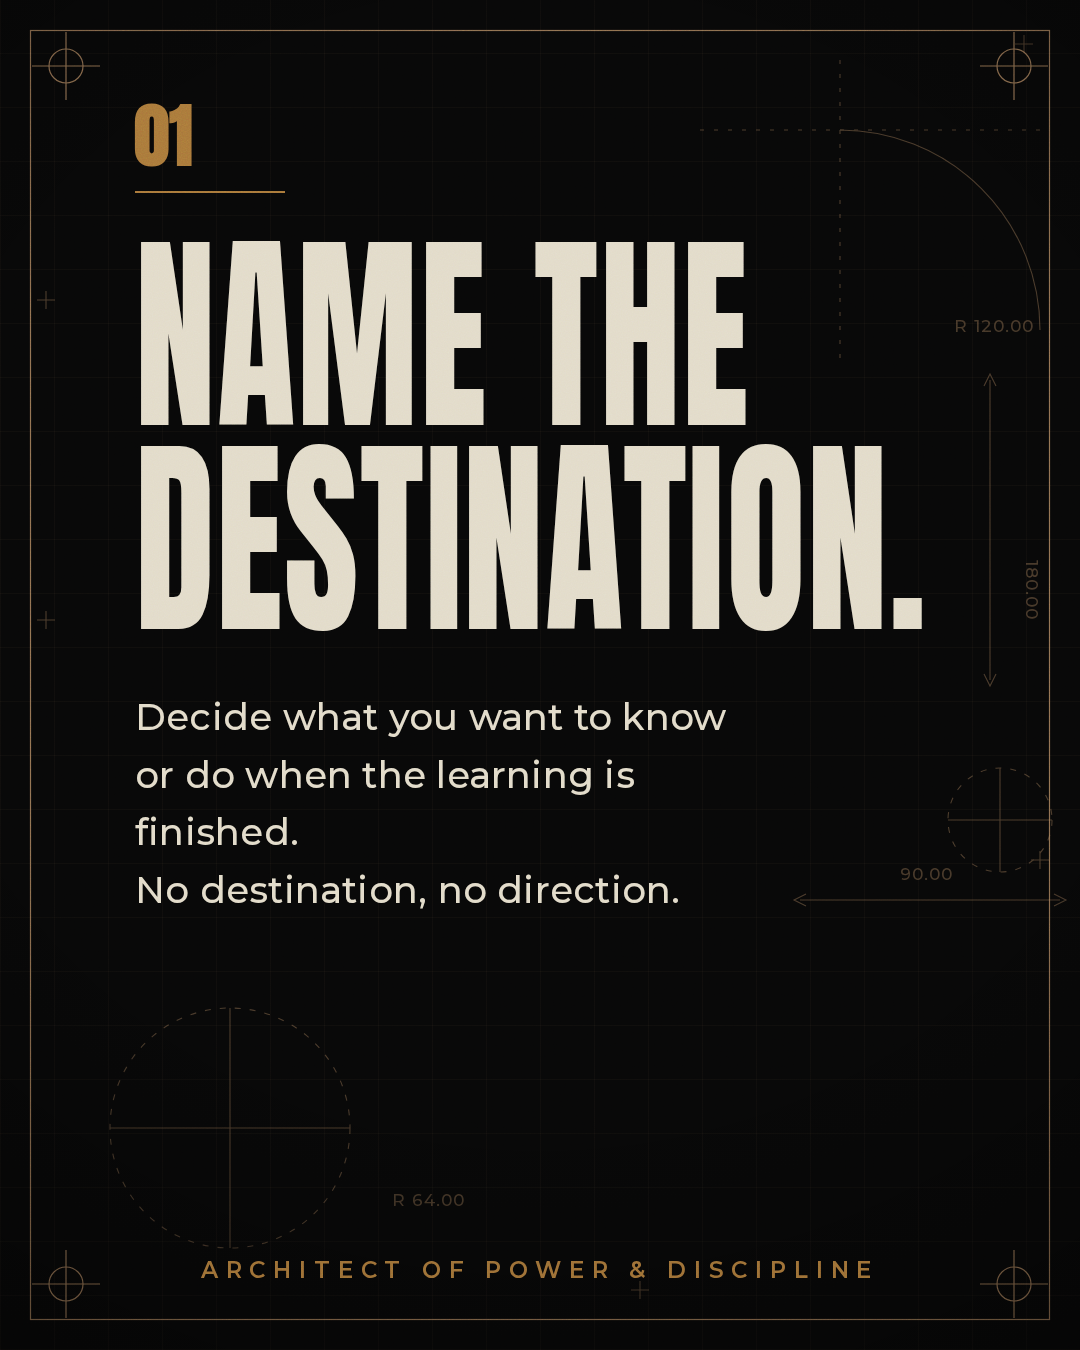 01
NAME THE
DESTINATION.
R 120.00
180.00
Decide what you want to know
or do when the learning is
finished.
No destination, no direction.
90.00
R 64.00
ARCHITECT OF POWER & DISCIPLINE